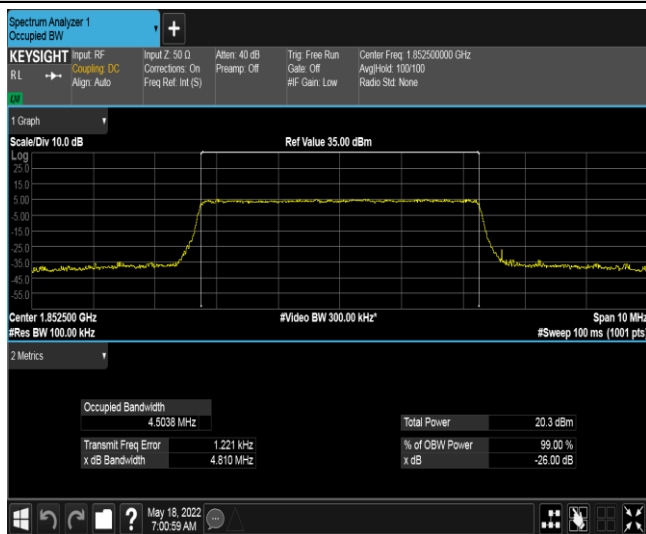 Spectrum Analyzer 1
Occupied BW
+
KEYSIGHT
RL
Input: RF
Coupling: DC
Align: Auto
Input Z: 50 Ω
Corrections: On
Freq Ref: Int (S)
Atten: 40 dB
Preamp: Off
Trig: Free Run
Gate: Off
#IF Gain: Low
Center Freq: 1.852500000 GHz
Avg|Hold: 100/100
Radio Std: None
1 Graph
Scale/Div 10.0 dB
Ref Value 35.00 dBm
Log
25.0
15.0
5.00
-5.00
-15.0
-25.0
-35.0
-45.0
-55.0
Center 1.852500 GHz
#Video BW 300.00 kHz*
Span 10 MHz
#Res BW 100.00 kHz
#Sweep 100 ms (1001 pts)
2 Metrics
Occupied Bandwidth
4.5038 MHz
Total Power 20.3 dBm
Transmit Freq Error 1.221 kHz
% of OBW Power 99.00 %
x dB Bandwidth 4.810 MHz
x dB -26.00 dB
?
May 18, 2022
7:00:59 AM